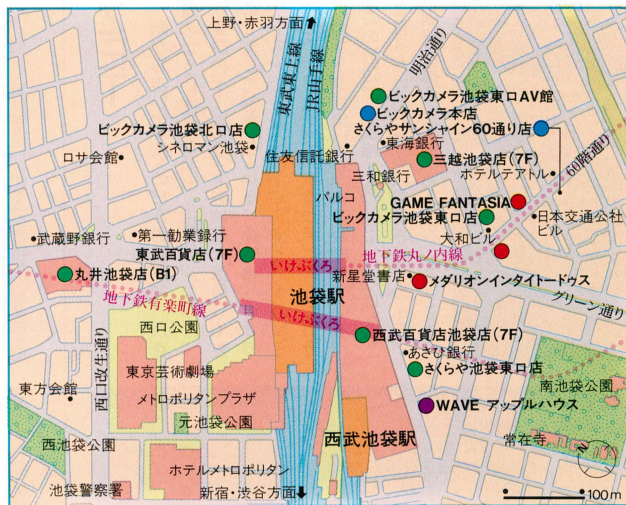 上野・赤羽方面
東武東上線
JR山手線
明治通り
ビックカメラ池袋東口AV館
ビックカメラ本店
さくらやサンシャイン60通り店
ビックカメラ池袋北口店
シネロマン池袋
ロサ会館
住友信託銀行
東海銀行
三越池袋店(7F)
三和銀行
ホテルテアトル
60階通り
パルコ
GAME FANTASIA
ビックカメラ池袋東口店
日本交通公社
ビル
大和ビル
武蔵野銀行
第一勧業銀行
東武百貨店(7F)
いけぶくろ
地下鉄丸ノ内線
丸井池袋店(B1)
池袋駅
新星堂書店
メダリオンインタイトードゥス
グリーン通り
地下鉄有楽町線
いけぶくろ
西口公園
西武百貨店池袋店(7F)
あさひ銀行
さくらや池袋東口店
東京芸術劇場
メトロポリタンプラザ
西口改生通り
東方会館
元池袋公園
南池袋公園
WAVE アップルハウス
西武池袋駅
常在寺
西池袋公園
ホテルメトロポリタン
池袋警察署
新宿・渋谷方面
N
100m